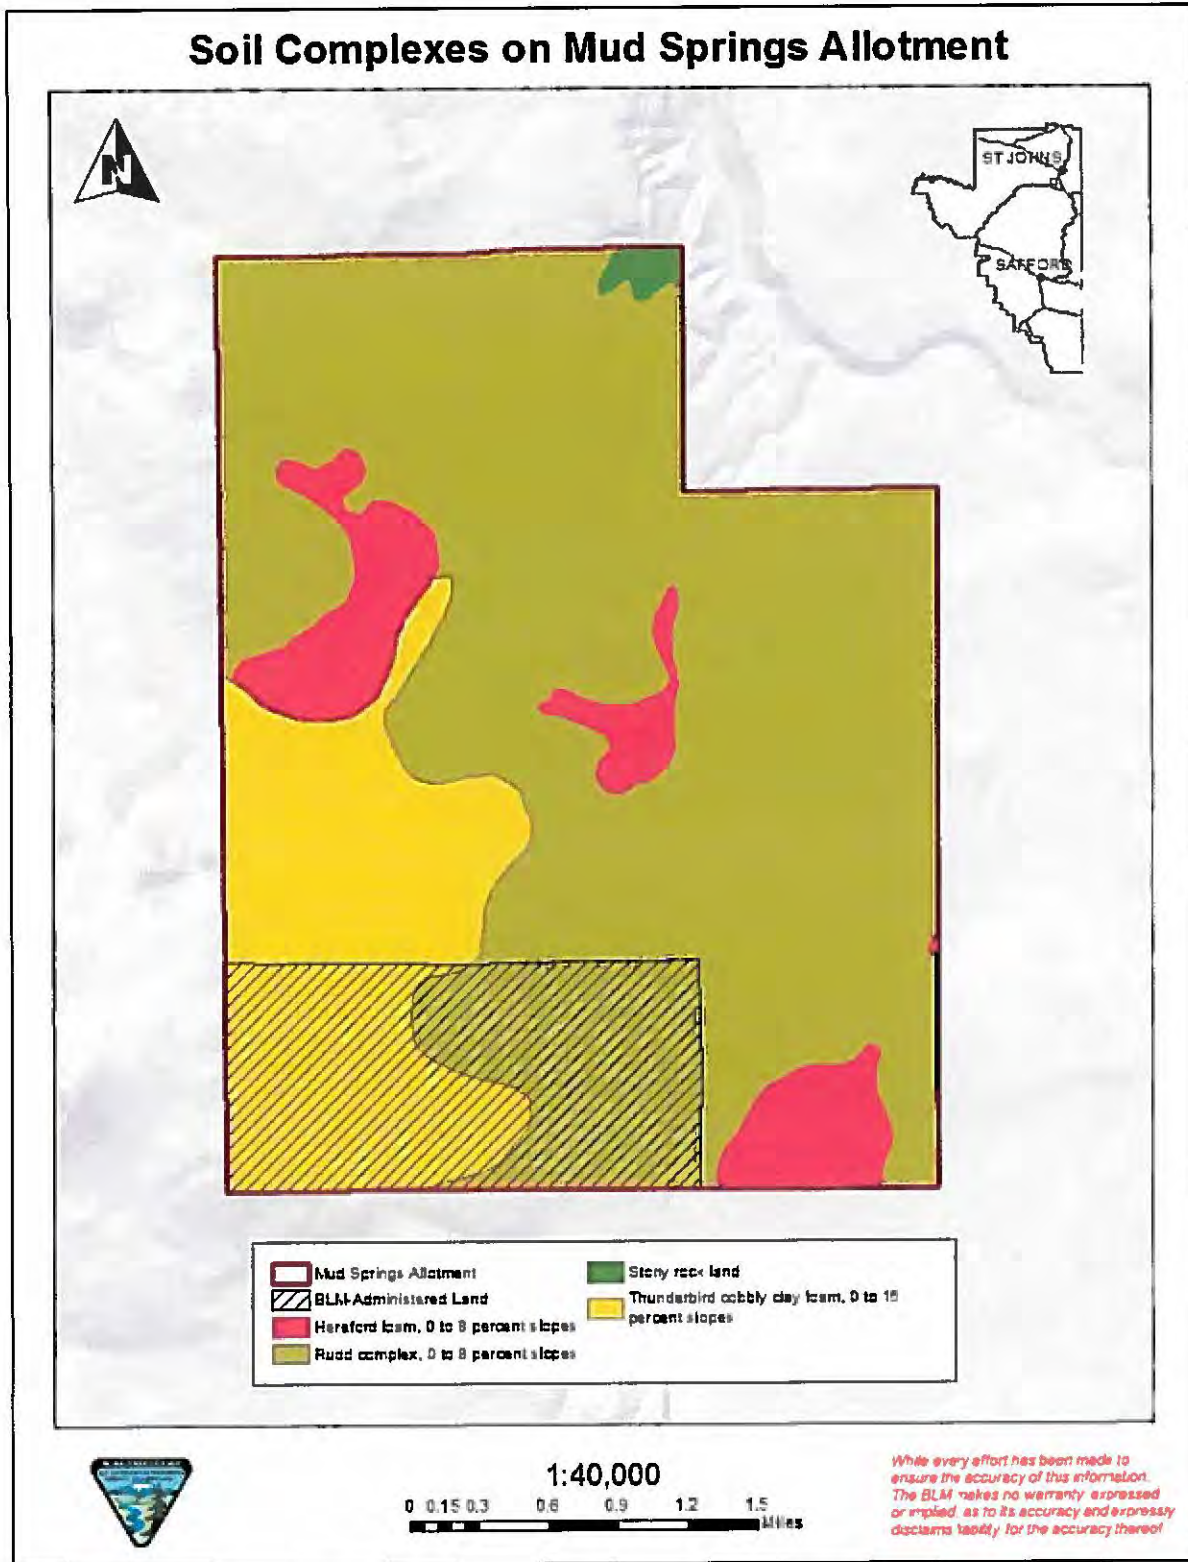 Soil Complexes on Mud Springs Allotment
N
ST JOHNS
SAFFORD
Mud Springs Allotment
BLM-Administered Land
Hereford loam, 0 to 8 percent slopes
Rudd complex, 0 to 8 percent slopes
Stony rock land
Thunderbird cobbly clay loam, 0 to 15
percent slopes
1:40,000
0 0.15 0.3 0.6 0.9 1.2 1.5
Miles
While every effort has been made to
ensure the accuracy of this information.
The BLM makes no warranty, expressed
or implied, as to its accuracy and expressly
disclaims liability for the accuracy thereof